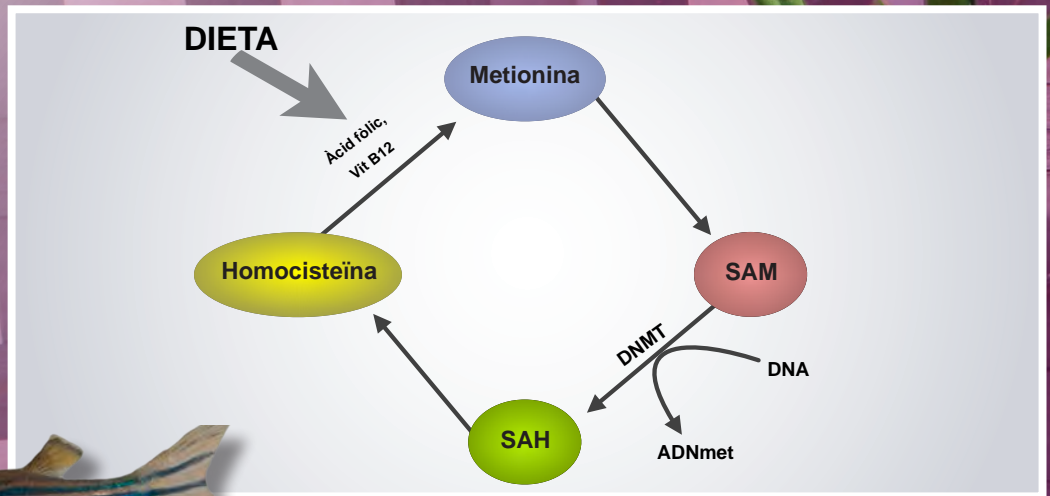 DIETA
Metionina
Àcid fòlic,
Vit B12
Homocisteïna
SAM
DNMT
DNA
SAH
ADNmet